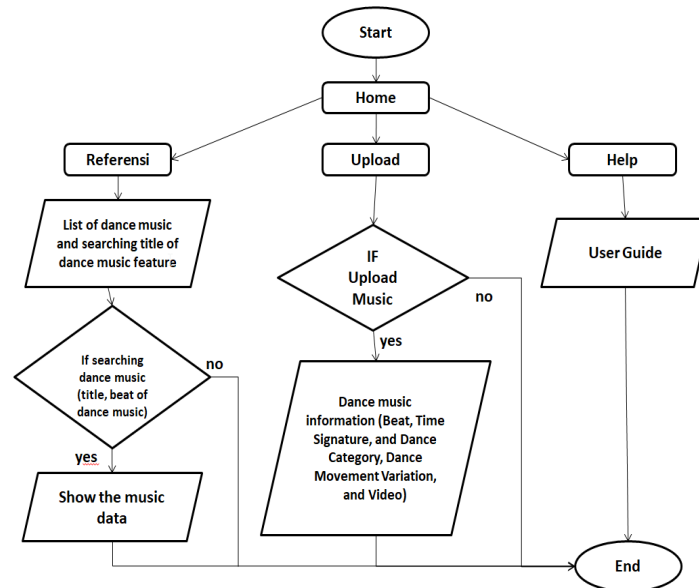 Start
Home
Referensi
Upload
Help
List of dance music
and searching title of
dance music feature
IF
Upload
Music
no
User Guide
yes
If searching
dance music
(title, beat of
dance music)
no
yes
Dance music
information (Beat, Time
Signature, and Dance
Category, Dance
Movement Variation,
and Video)
Show the music
data
End